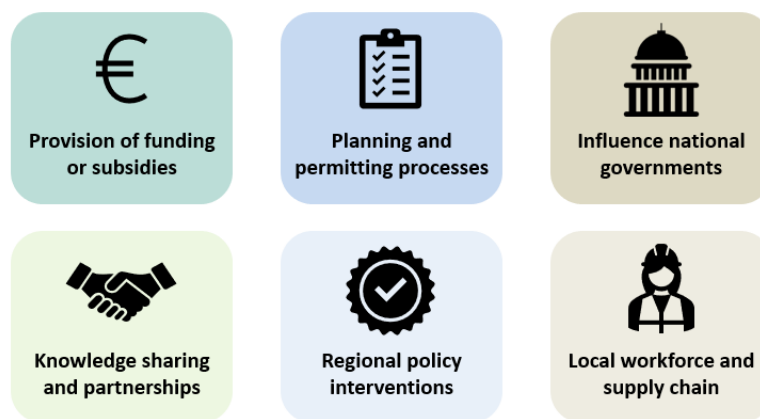 Provision of funding
or subsidies
Planning and
permitting processes
Influence national
governments
Knowledge sharing
and partnerships
Regional policy
interventions
Local workforce and
supply chain